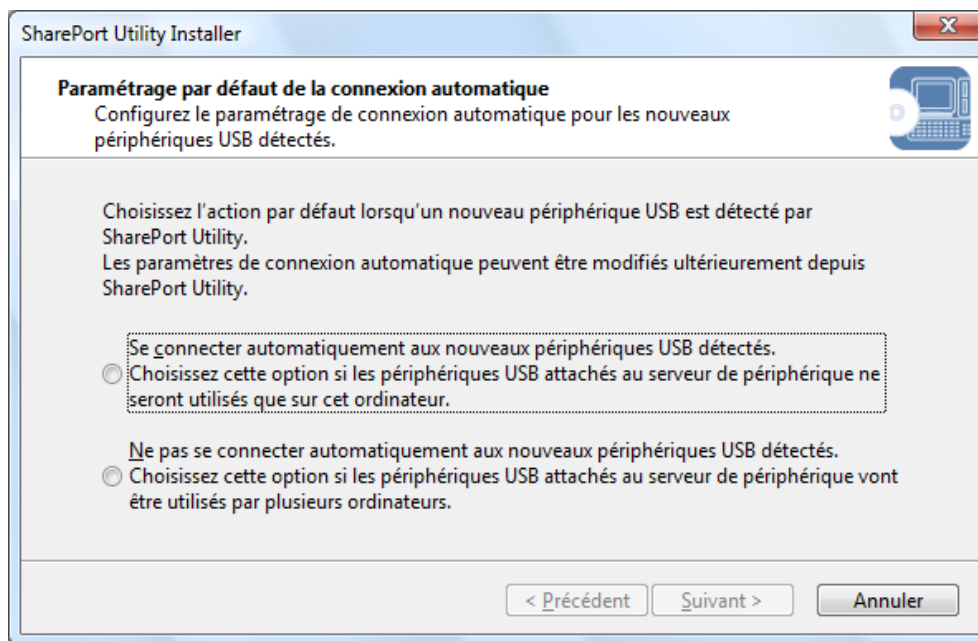 SharePort Utility Installer
X
Paramétrage par défaut de la connexion automatique
Configurez le paramétrage de connexion automatique pour les nouveaux
périphériques USB détectés.
Choisissez l'action par défaut lorsqu'un nouveau périphérique USB est détecté par
SharePort Utility.
Les paramètres de connexion automatique peuvent être modifiés ultérieurement depuis
SharePort Utility.
Se connecter automatiquement aux nouveaux périphériques USB détectés.
Choisissez cette option si les périphériques USB attachés au serveur de périphérique ne
seront utilisés que sur cet ordinateur.
Ne pas se connecter automatiquement aux nouveaux périphériques USB détectés.
Choisissez cette option si les périphériques USB attachés au serveur de périphérique vont
être utilisés par plusieurs ordinateurs.
< Précédent Suivant > Annuler